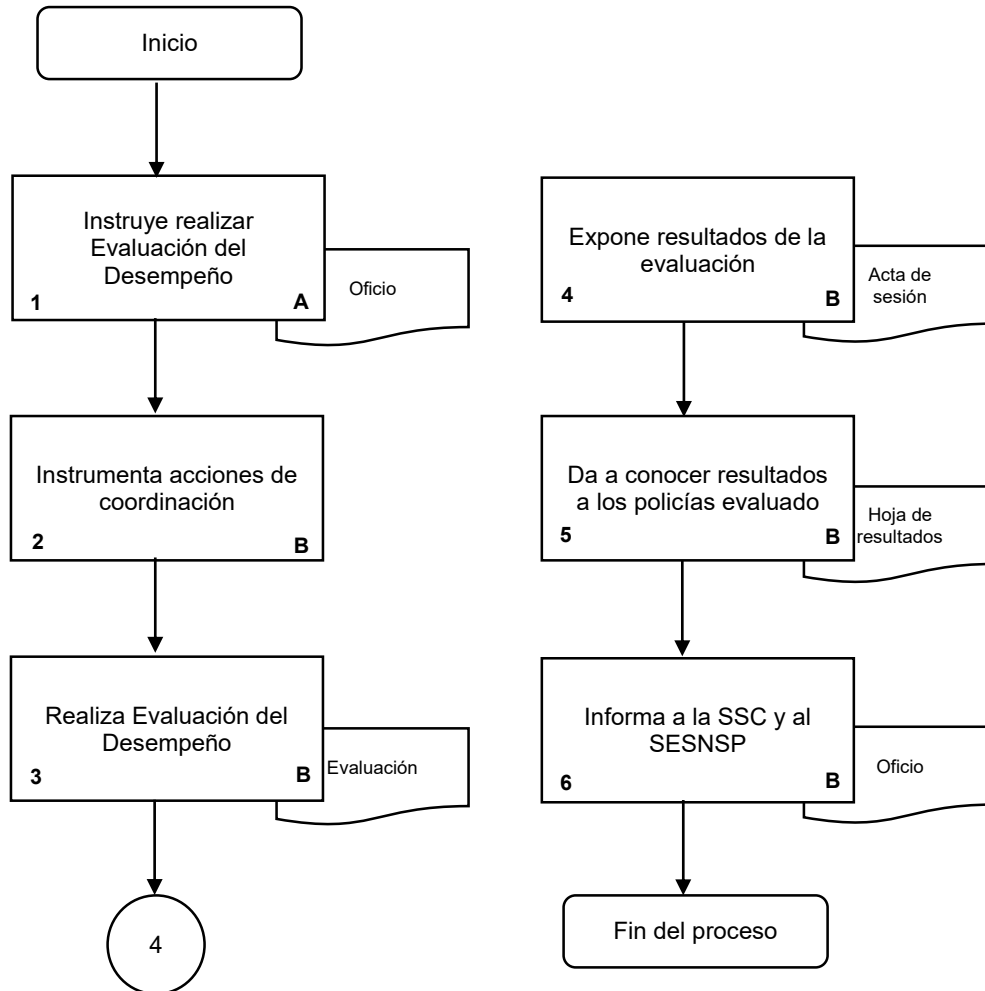 Inicio
Instruye realizar
Evaluación del
Desempeño
1
A
Oficio
Instrumenta acciones de
coordinación
2
B
Realiza Evaluación del
Desempeño
3
B
Evaluación
4
Expone resultados de la
evaluación
4
B
Acta de
sesión
Da a conocer resultados
a los policías evaluado
5
B
Hoja de
resultados
Informa a la SSC y al
SESNSP
6
B
Oficio
Fin del proceso